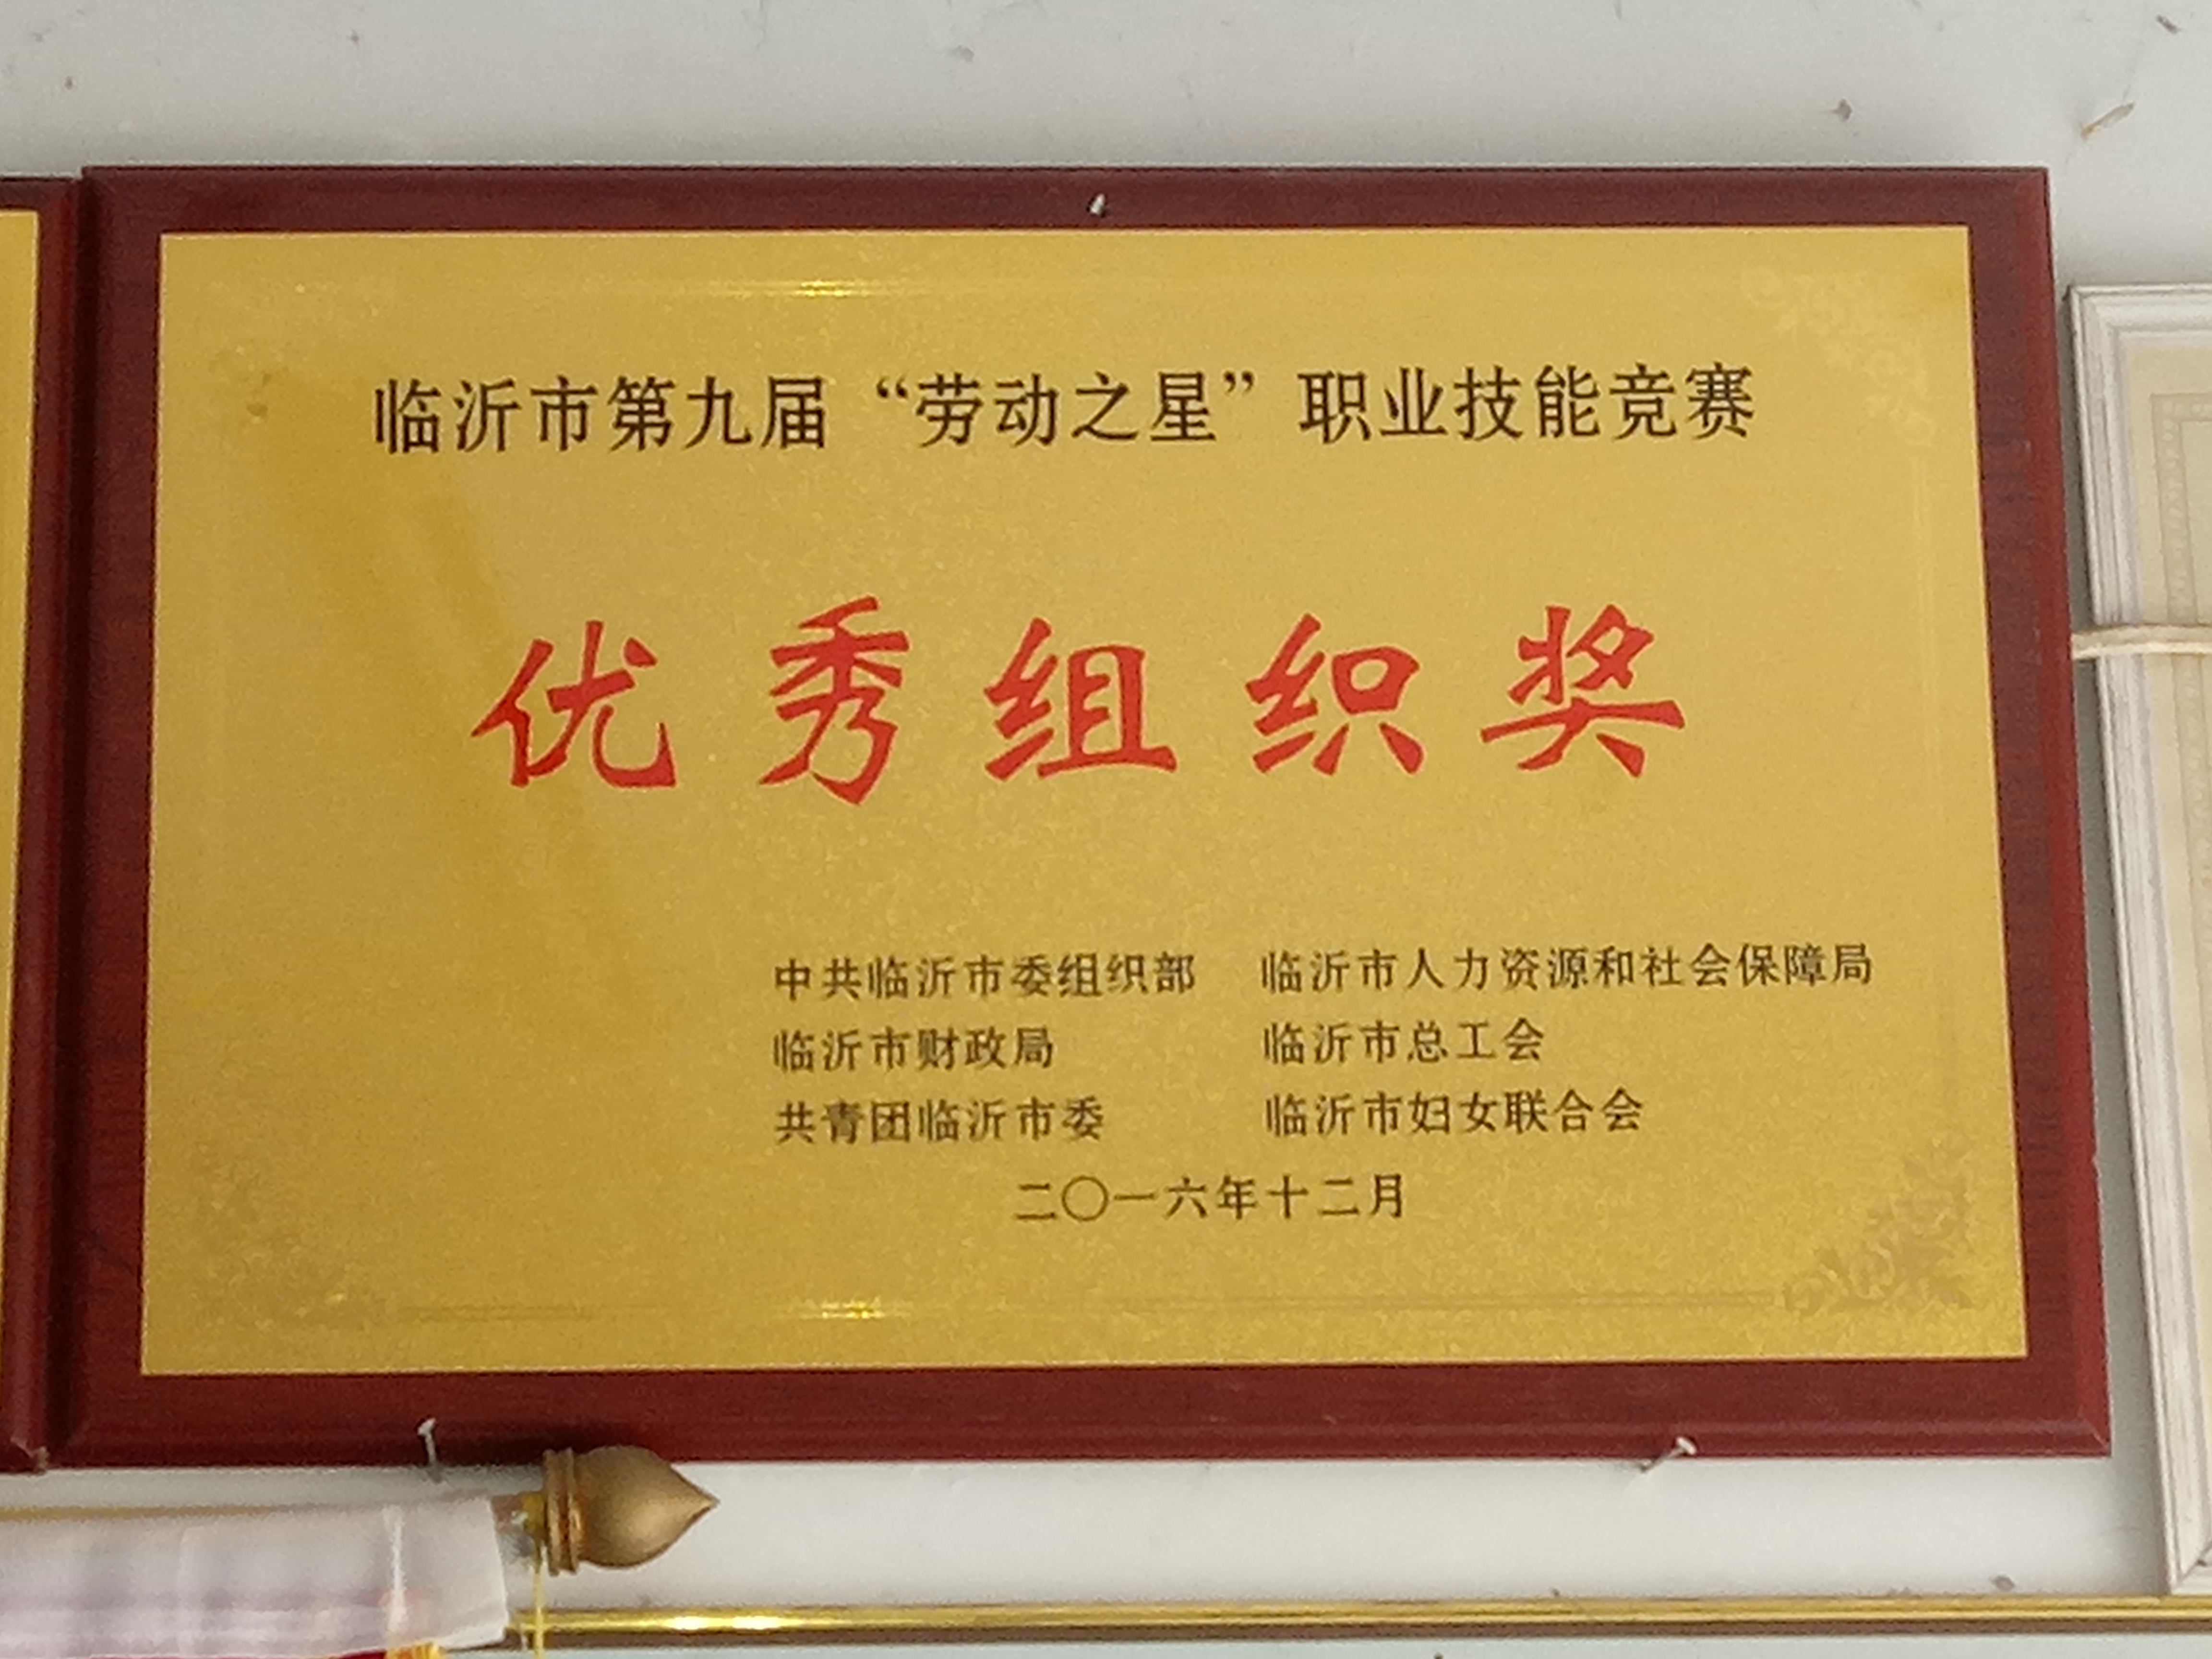 临沂市第九届“劳动之星”职业技能竞赛
优秀组织奖
中共临沂市委组织部 临沂市人力资源和社会保障局
临沂市财政局 临沂市总工会
共青团临沂市委 临沂市妇女联合会
二〇一六年十二月